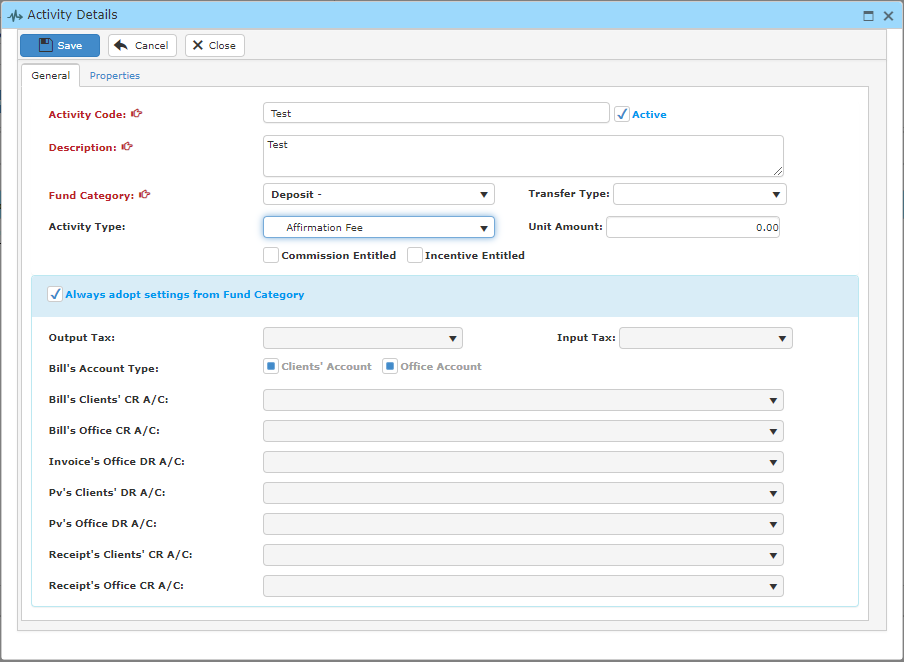 Activity Details
Save Cancel Close
General Properties
Activity Code: Test Active
Description: Test
Fund Category: Deposit - Transfer Type:
Activity Type: Affirmation Fee Unit Amount: 0.00
Commission Entitled Incentive Entitled
Always adopt settings from Fund Category
Output Tax: Input Tax:
Bill's Account Type: Clients' Account Office Account
Bill's Clients' CR A/C:
Bill's Office CR A/C:
Invoice's Office DR A/C:
Pv's Clients' DR A/C:
Pv's Office DR A/C:
Receipt's Clients' CR A/C:
Receipt's Office CR A/C: